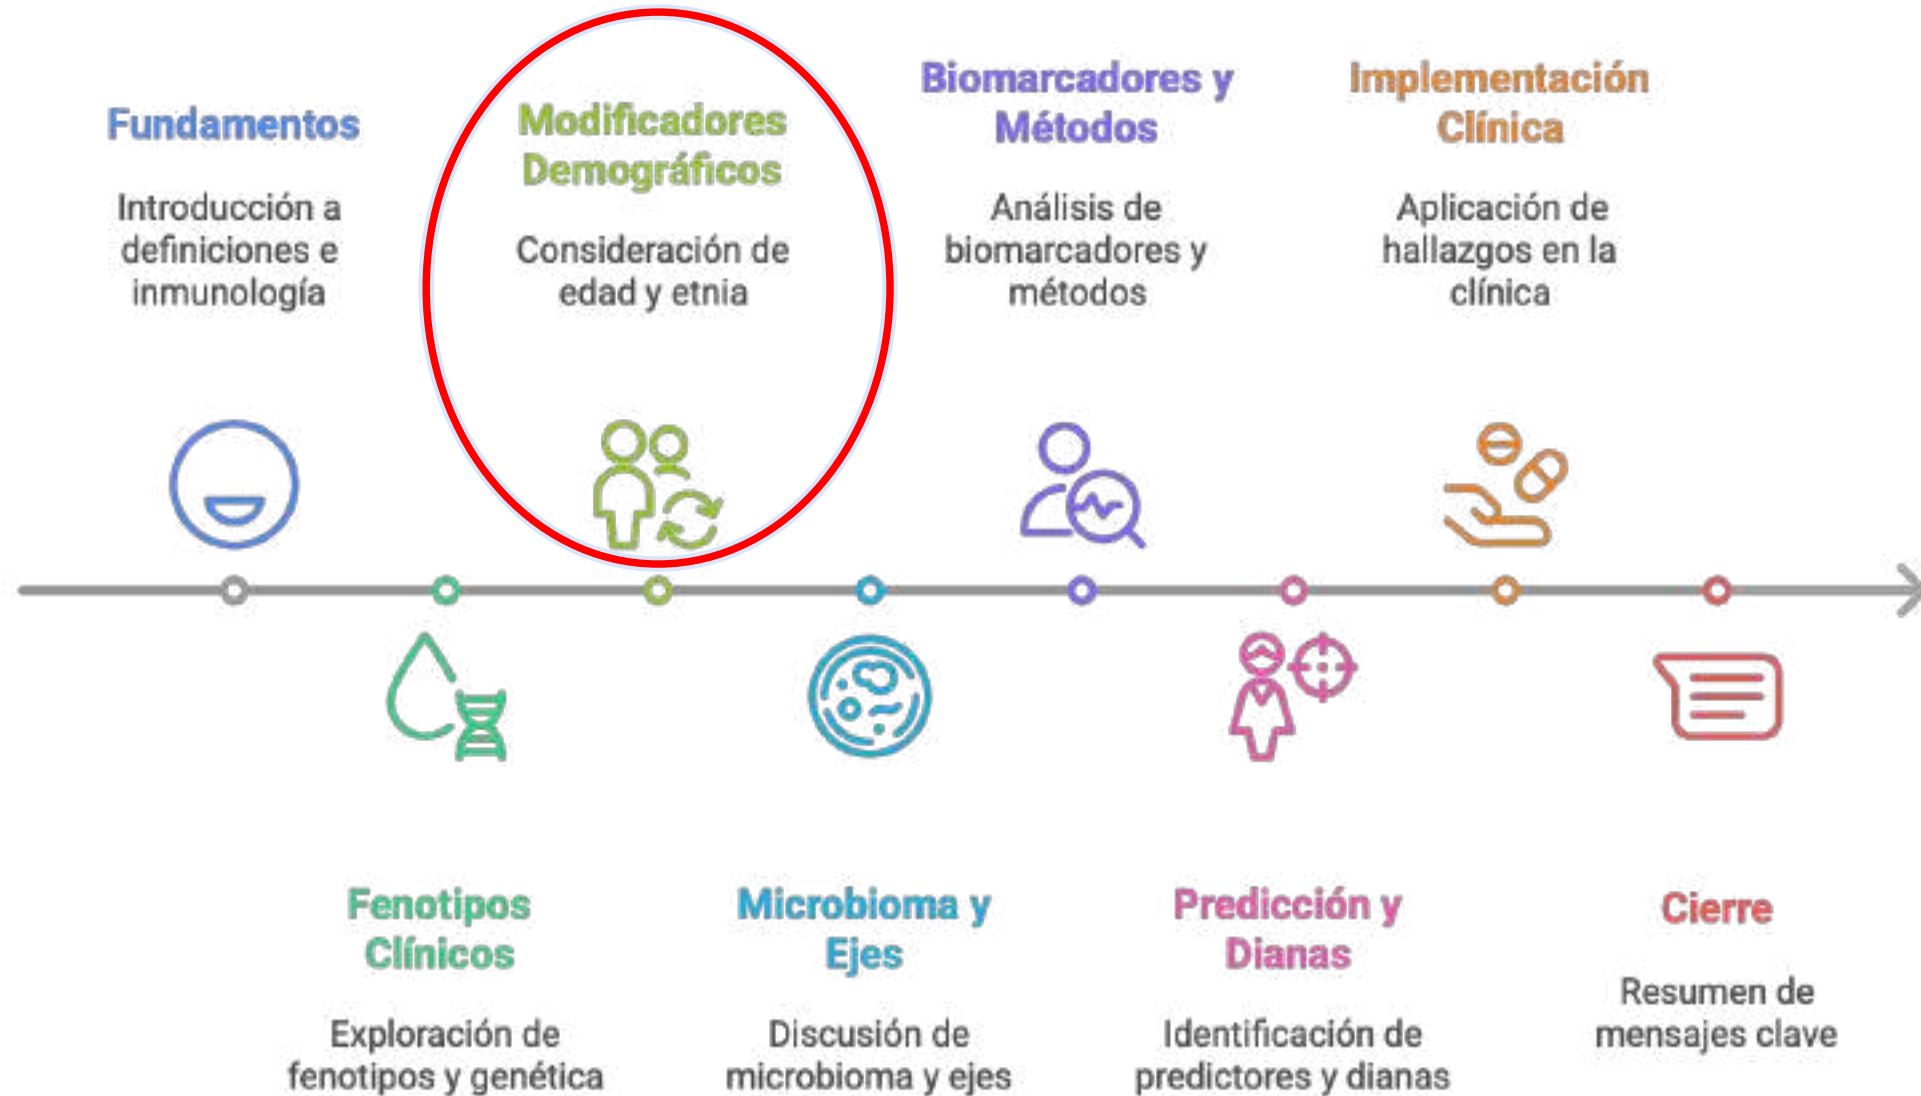 Fundamentos
Introducción a
definiciones e
inmunología
Modificadores
Demográficos
Consideración de
edad y etnia
Biomarcadores y
Métodos
Análisis de
biomarcadores y
métodos
Implementación
Clínica
Aplicación de
hallazgos en la
clínica
Fenotipos
Clínicos
Exploración de
fenotipos y genética
Microbioma y
Ejes
Discusión de
microbioma y ejes
Predicción y
Dianas
Identificación de
predictores y dianas
Cierre
Resumen de
mensajes clave